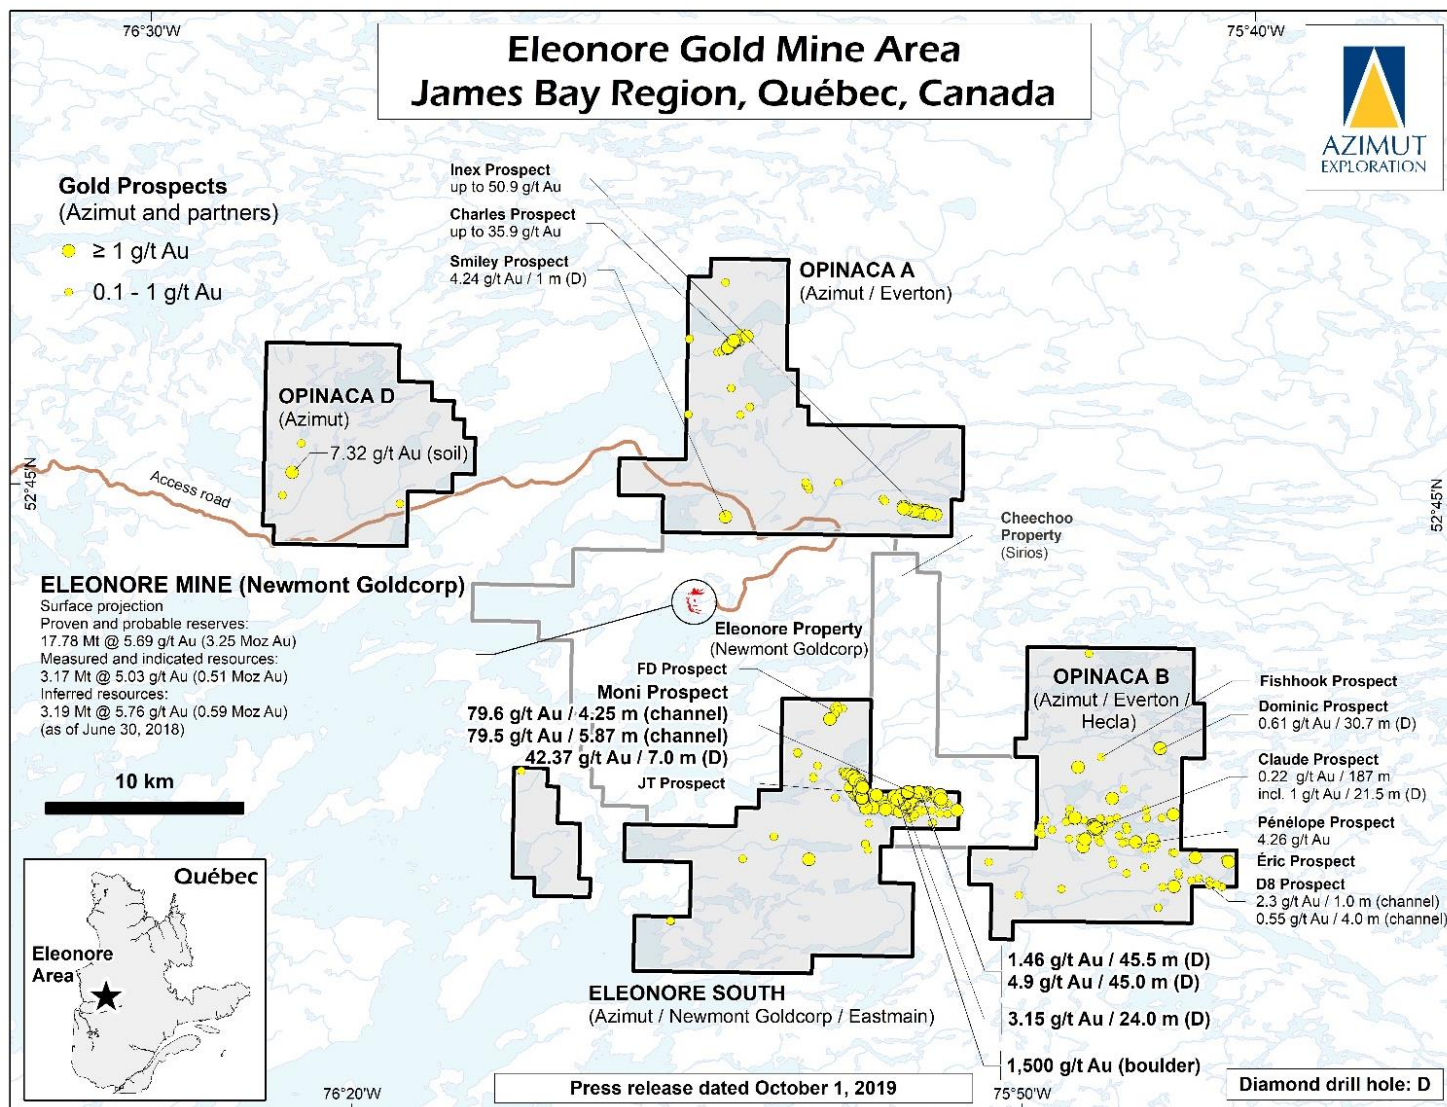 76°30'W
75°40'W
Eleonore Gold Mine Area
James Bay Region, Québec, Canada
AZIMUT
EXPLORATION
Gold Prospects
(Azimut and partners)
≥ 1 g/t Au
0.1 - 1 g/t Au
Inex Prospect
up to 50.9 g/t Au
Charles Prospect
up to 35.9 g/t Au
Smiley Prospect
4.24 g/t Au / 1 m (D)
OPINACA A
(Azimut / Everton)
OPINACA D
(Azimut)
7.32 g/t Au (soil)
52°45'N
Access road
52°45'N
Cheechoo
Property
(Sirios)
ELEONORE MINE (Newmont Goldcorp)
Surface projection
Proven and probable reserves:
17.78 Mt @ 5.69 g/t Au (3.25 Moz Au)
Measured and indicated resources:
3.17 Mt @ 5.03 g/t Au (0.51 Moz Au)
Inferred resources:
3.19 Mt @ 5.76 g/t Au (0.59 Moz Au)
(as of June 30, 2018)
10 km
Eleonore Property
(Newmont Goldcorp)
FD Prospect
Moni Prospect
79.6 g/t Au / 4.25 m (channel)
79.5 g/t Au / 5.87 m (channel)
42.37 g/t Au / 7.0 m (D)
JT Prospect
OPINACA B
(Azimut / Everton /
Hecla)
Fishhook Prospect
Dominic Prospect
0.61 g/t Au / 30.7 m (D)
Claude Prospect
0.22 g/t Au / 187 m
incl. 1 g/t Au / 21.5 m (D)
Pénélope Prospect
4.26 g/t Au
Éric Prospect
D8 Prospect
2.3 g/t Au / 1.0 m (channel)
0.55 g/t Au / 4.0 m (channel)
1.46 g/t Au / 45.5 m (D)
4.9 g/t Au / 45.0 m (D)
3.15 g/t Au / 24.0 m (D)
1,500 g/t Au (boulder)
ELEONORE SOUTH
(Azimut / Newmont Goldcorp / Eastmain)
Québec
Eleonore
Area
76°20'W
Press release dated October 1, 2019
75°50'W
Diamond drill hole: D